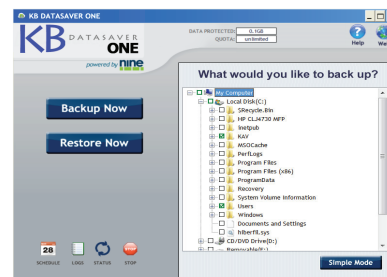 KB DATASAVER ONE
KB DATASAVER
ONE
powered by nine
DATA PROTECTED: 0.1GB
QUOTA: unlimited
Help We
What would you like to back up?
Backup Now
Restore Now
My Computer
Local Disk(C:)
$Recycle.Bin
HP CLJ4730 MFP
Inetpub
KAV
MSOCache
PerfLogs
Program Files
Program Files (x86)
ProgramData
Recovery
System Volume Information
Users
Windows
Documents and Settings
hiberfil.sys
CD/DVD Drive(D:)
Removable(E:)
28
SCHEDULE LOGS STATUS STOP
Simple Mode